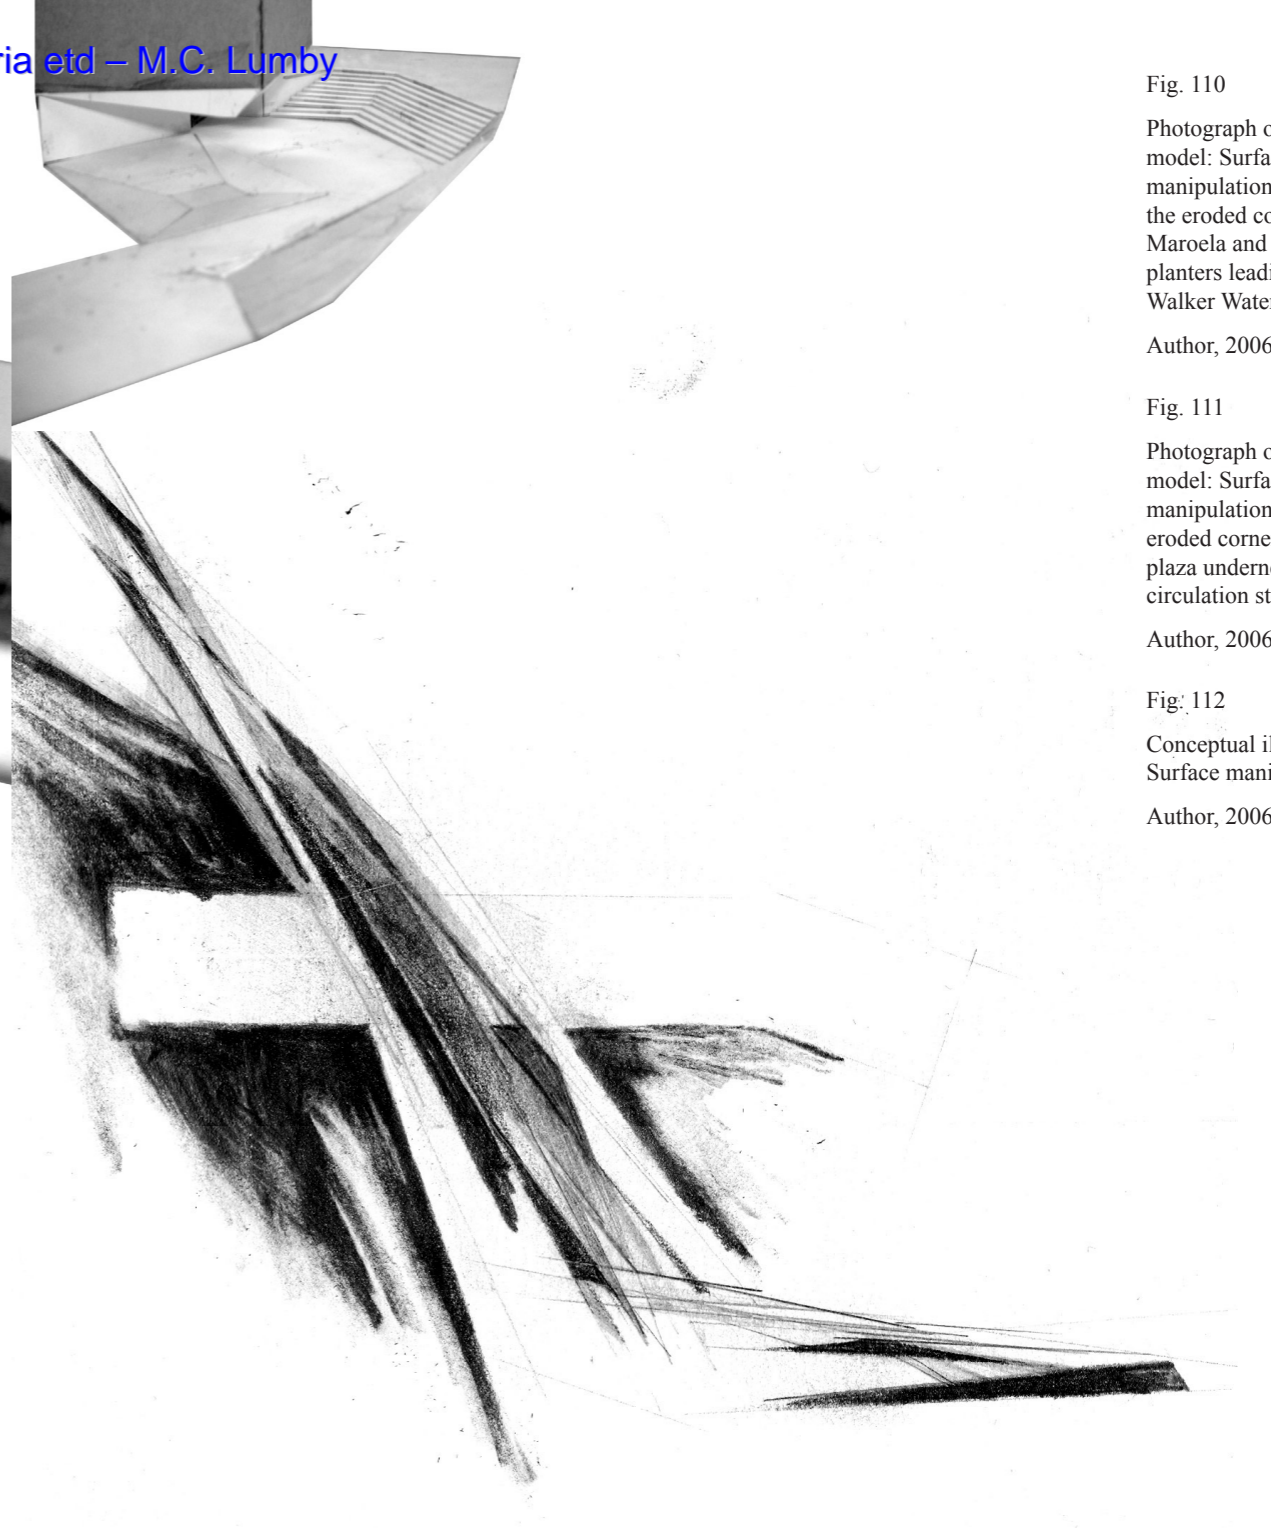 ria etd – M.C. Lumby
Fig. 110
Photograph o
model: Surfa
manipulation
the eroded co
Maroela and
planters leadi
Walker Water
Author, 2006
Fig. 111
Photograph o
model: Surfa
manipulation
eroded corne
plaza undern
circulation st
Author, 2006
Fig. 112
Conceptual il
Surface mani
Author, 2006